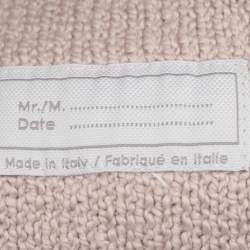 Mr./M. ........................
Date ........................
Made in Italy / Fabriqué en Italie